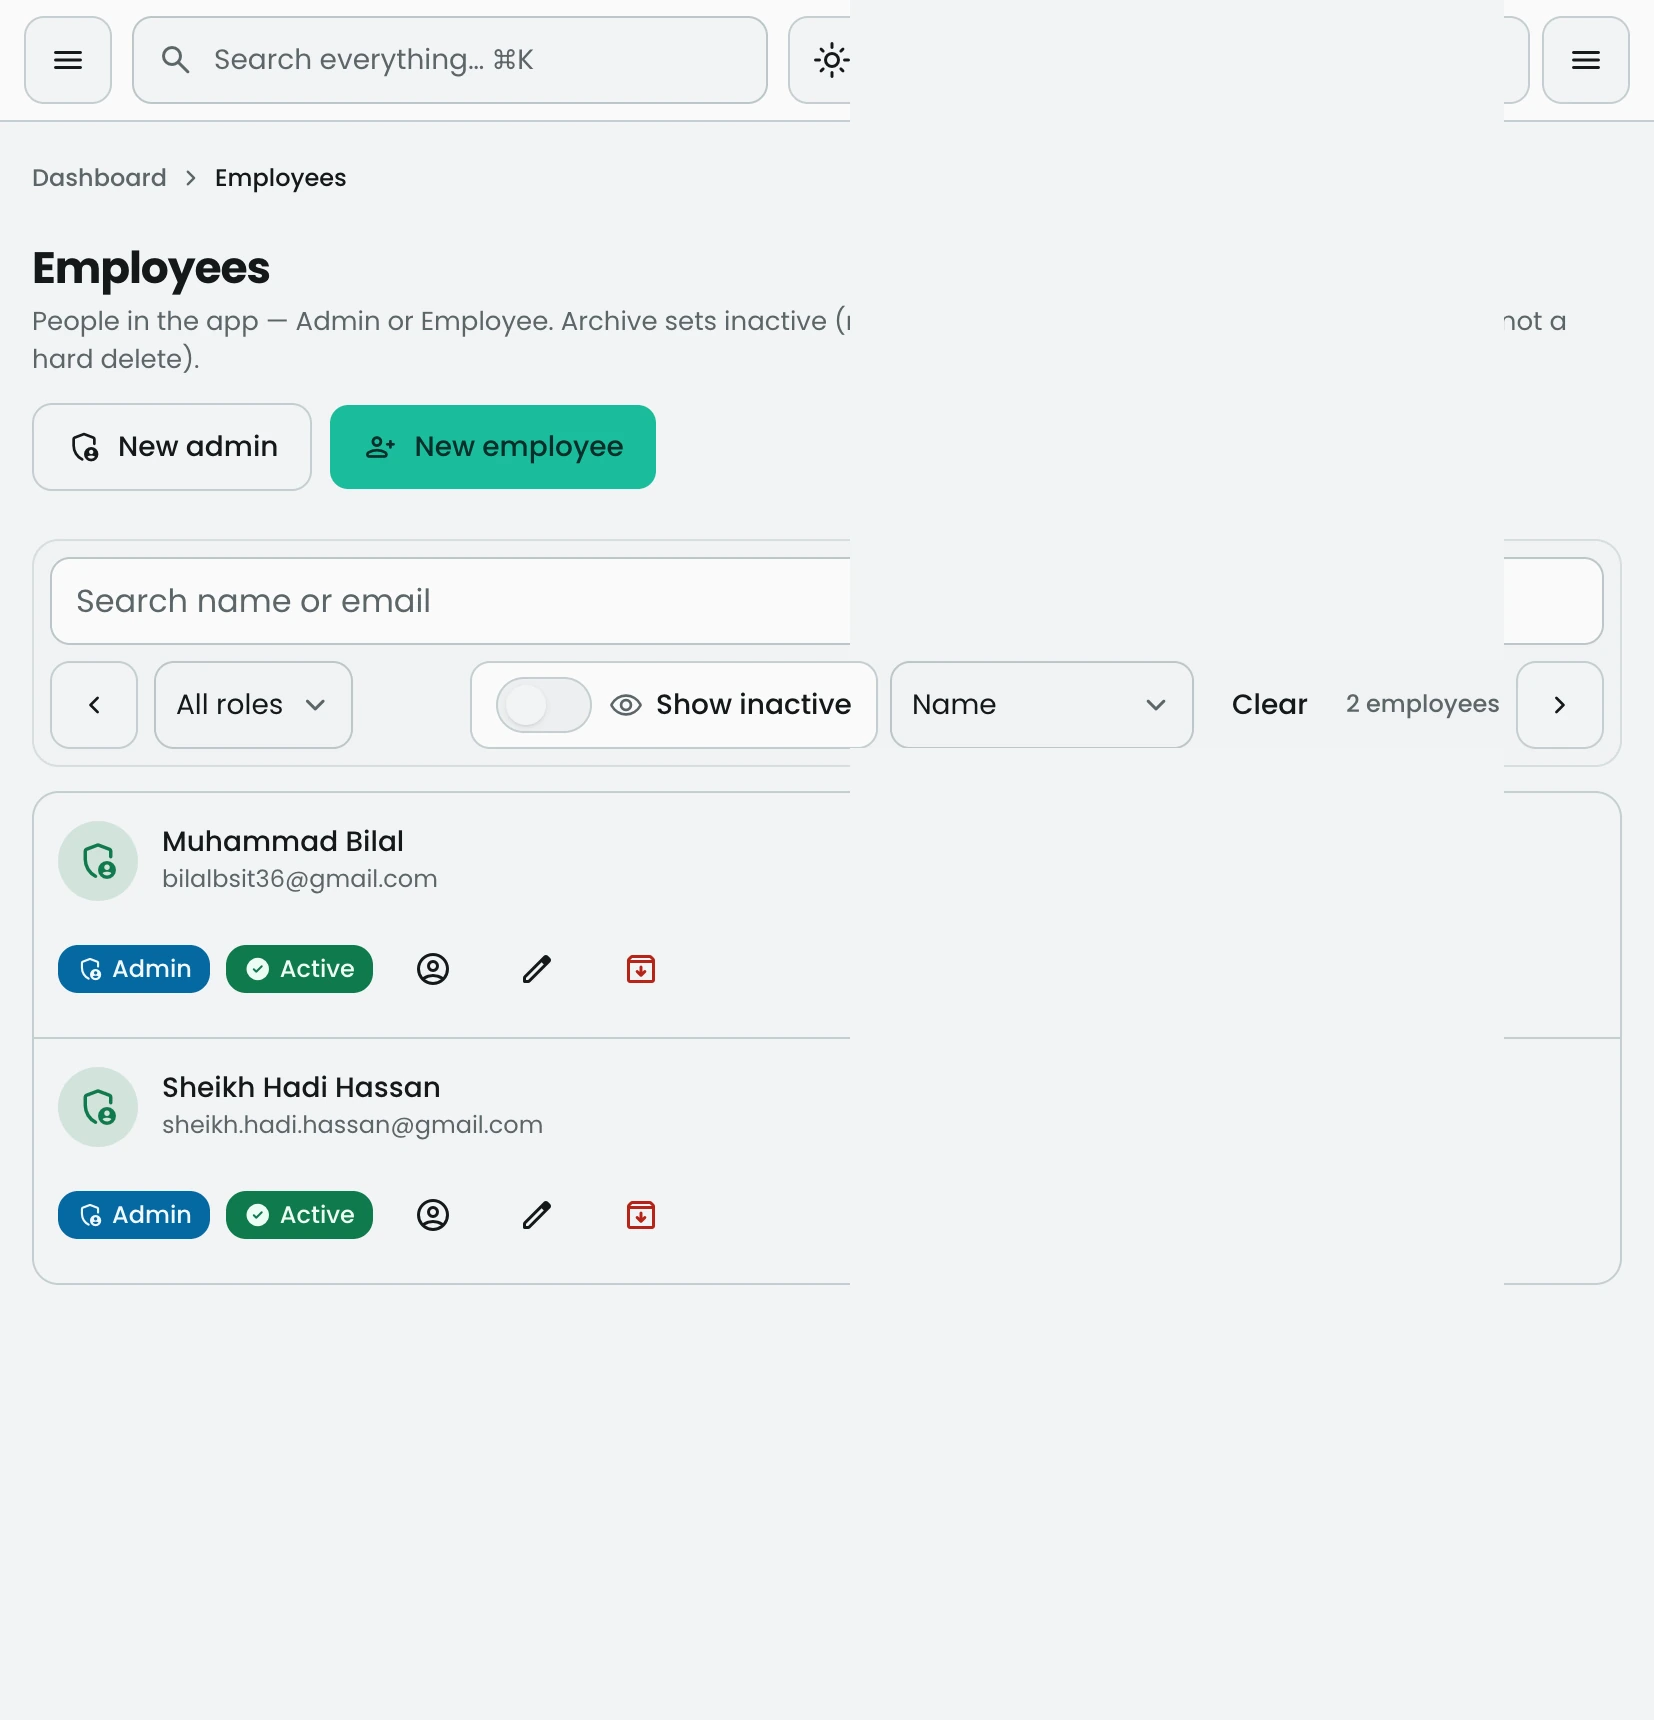 Search everything... ⌘K
Dashboard > Employees
Employees
People in the app — Admin or Employee. Archive sets inactive ( not a
hard delete).
New admin
New employee
Search name or email
All roles
Show inactive
Name
Clear
2 employees
Muhammad Bilal
bilalbsit36@gmail.com
Admin
Active
Sheikh Hadi Hassan
sheikh.hadi.hassan@gmail.com
Admin
Active